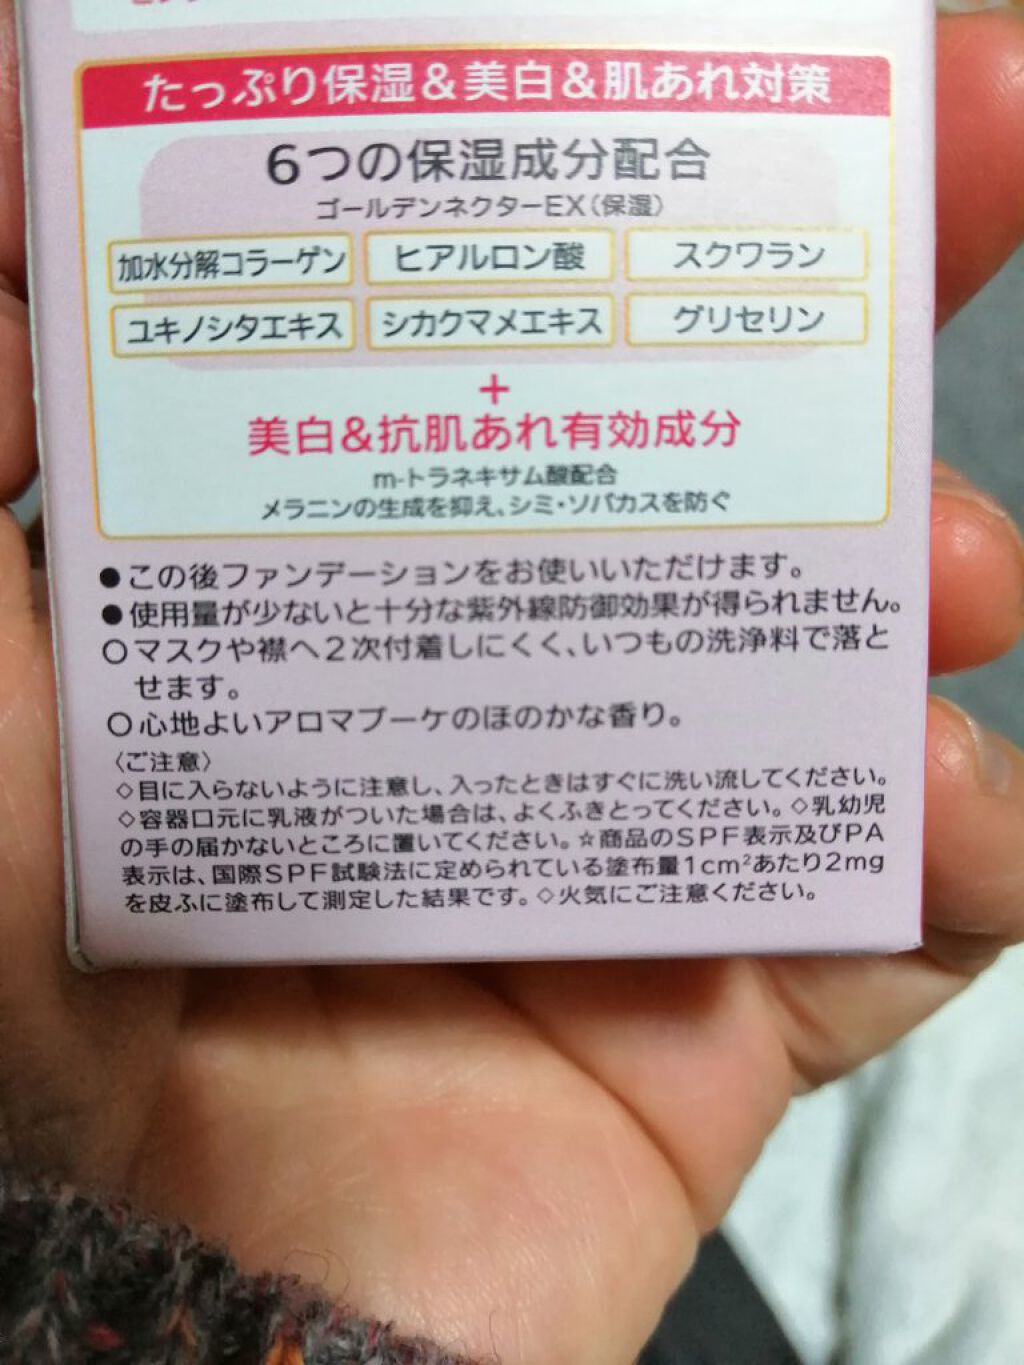 たっぷり保湿&美白&肌あれ対策
6つの保湿成分配合
ゴールデンネクターEX(保湿)
加水分解コラーゲン ヒアルロン酸 スクワラン
ユキノシタエキス シカクマメエキス グリセリン
+
美白&抗肌あれ有効成分
m-トラネキサム酸配合
メラニンの生成を抑え、シミ・ソバカスを防ぐ
●この後ファンデーションをお使いいただけます。
●使用量が少ないと十分な紫外線防御効果が得られません。
○マスクや襟へ2次付着しにくく、いつもの洗浄料で落と
せます。
○心地よいアロマブーケのほのかな香り。
〈ご注意〉
◇目に入らないように注意し、入ったときはすぐに洗い流してください。
◇容器口元に乳液がついた場合は、よくふきとってください。◇乳幼児
の手の届かないところに置いてください。☆商品のSPF表示及びPA
表示は、国際SPF試験法に定められている塗布量1cm²あたり2mg
を皮ふに塗布して測定した結果です。◇火気にご注意ください。